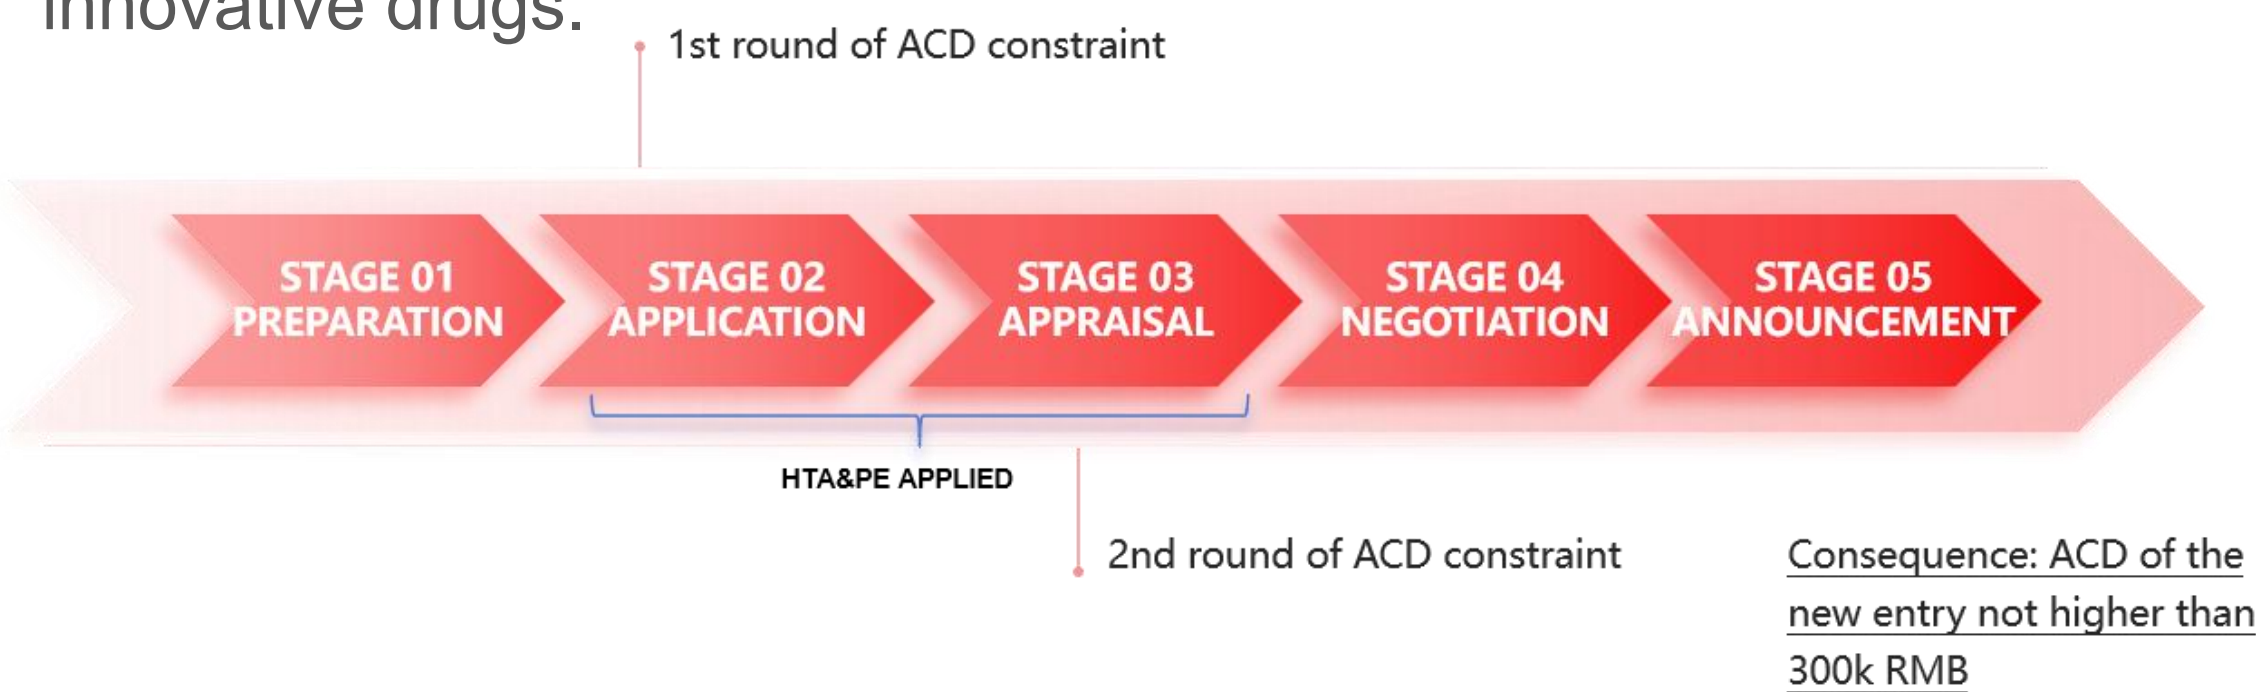 innovative drugs.
1st round of ACD constraint
STAGE 01
PREPARATION
STAGE 02
APPLICATION
STAGE 03
APPRAISAL
STAGE 04
NEGOTIATION
STAGE 05
ANNOUNCEMENT
HTA&PE APPLIED
2nd round of ACD constraint
Consequence: ACD of the
new entry not higher than
300k RMB